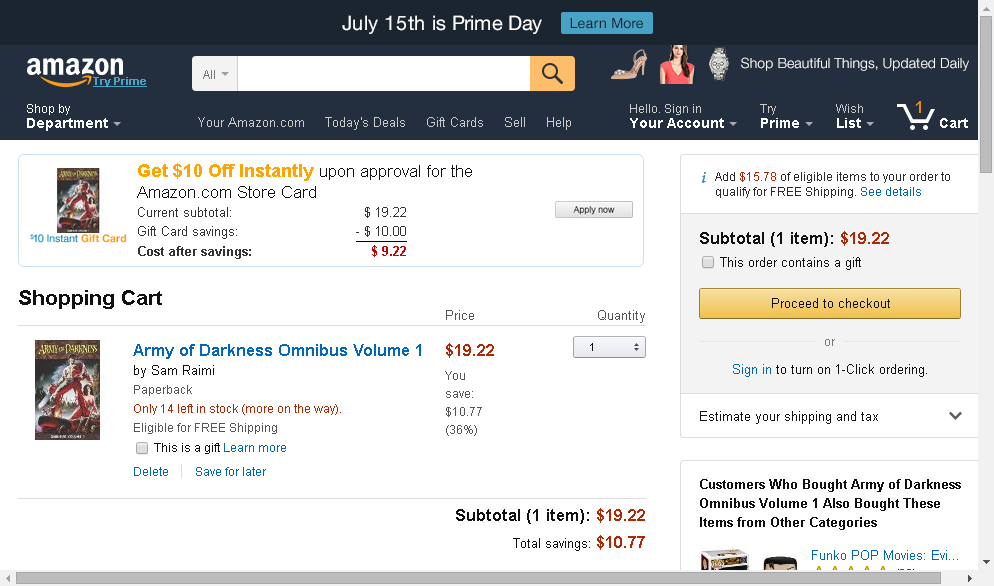 July 15th is Prime Day Learn More
amazon
Try Prime
All
Shop Beautiful Things, Updated Daily
Shop by
Department
Your Amazon.com Today's Deals Gift Cards Sell Help
Hello. Sign in
Your Account
Try
Prime
Wish
List
1
Cart
Get $10 Off Instantly upon approval for the
Amazon.com Store Card
Current subtotal: $ 19.22
Gift Card savings: - $ 10.00
Cost after savings: $ 9.22
$10 Instant Gift Card
Apply now
i Add $15.78 of eligible items to your order to
qualify for FREE Shipping. See details
Subtotal (1 item): $19.22
This order contains a gift
Proceed to checkout
or
Sign in to turn on 1-Click ordering.
Estimate your shipping and tax
Shopping Cart
Price Quantity
ARMY OF DARKNESS
Army of Darkness Omnibus Volume 1 $19.22 1
by Sam Raimi
Paperback
Only 14 left in stock (more on the way).
Eligible for FREE Shipping
This is a gift Learn more
Delete Save for later
You
save:
$10.77
(36%)
Subtotal (1 item): $19.22
Total savings: $10.77
Customers Who Bought Army of Darkness
Omnibus Volume 1 Also Bought These
Items from Other Categories
Funko POP Movies: Evi...